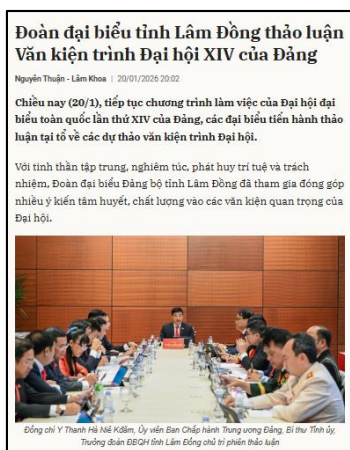 Đoàn đại biểu tỉnh Lâm Đồng thảo luận
Văn kiện trình Đại hội XIV của Đảng
Nguyên Thuận - Lâm Khoa | 20/01/2026 20:02
Chiều nay (20/1), tiếp tục chương trình làm việc của Đại hội đại
biểu toàn quốc lần thứ XIV của Đảng, các đại biểu tiến hành thảo
luận tại tổ về các dự thảo văn kiện trình Đại hội.
Với tinh thần tập trung, nghiêm túc, phát huy trí tuệ và trách
nhiệm, Đoàn đại biểu Đảng bộ tỉnh Lâm Đồng đã tham gia đóng góp
nhiều ý kiến tâm huyết, chất lượng vào các văn kiện quan trọng của
Đại hội.
Đồng chí Y Thanh Hà Niê Kđăm, Ủy viên Ban Chấp hành Trung ương Đảng, Bí thư Tỉnh ủy,
Trưởng đoàn ĐBQH tỉnh Lâm Đồng chủ trì phiên thảo luận